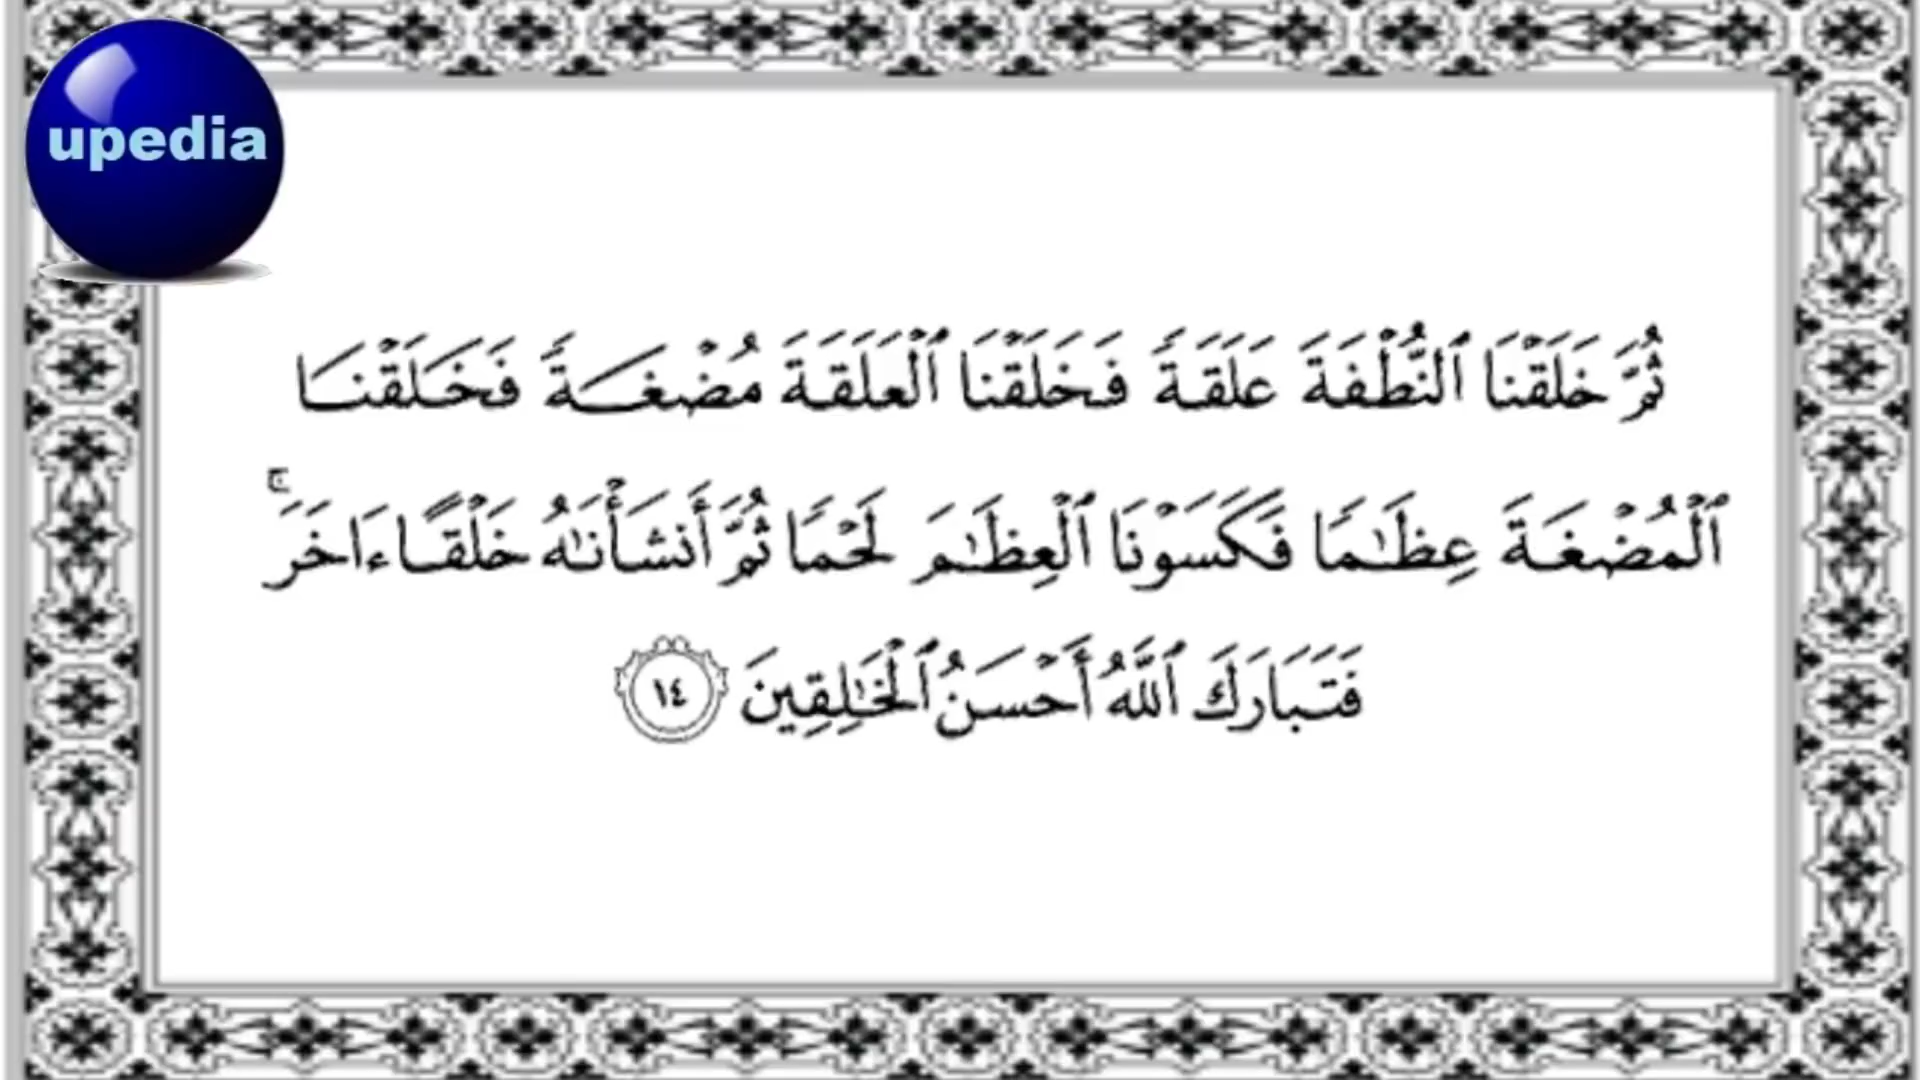 upedia
ثُمَّ خَلَقْنَا ٱلنُّطْفَةَ عَلَقَةً فَخَلَقْنَا ٱلْعَلَقَةَ مُضْغَةً فَخَلَقْنَا
ٱلْمُضْغَةَ عِظَٰمًا فَكَسَوْنَا ٱلْعِظَٰمَ لَحْمًا ثُمَّ أَنشَأْنَٰهُ خَلْقًا ءَاخَرَ ۚ
فَتَبَارَكَ ٱللَّهُ أَحْسَنُ ٱلْخَٰلِقِينَ ١٤